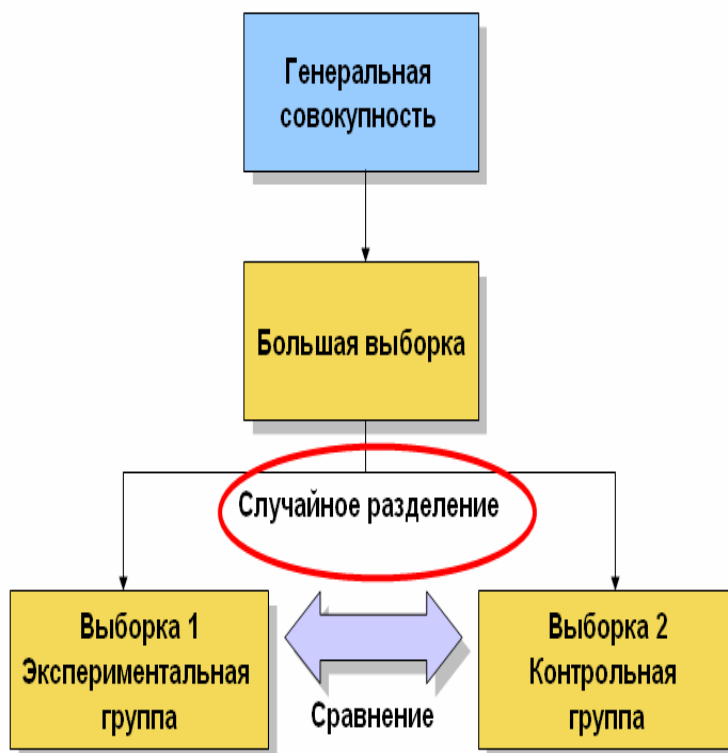 Генеральная
совокупность
Большая выборка
Случайное разделение
Выборка 1
Экспериментальная
группа
Сравнение
Выборка 2
Контрольная
группа